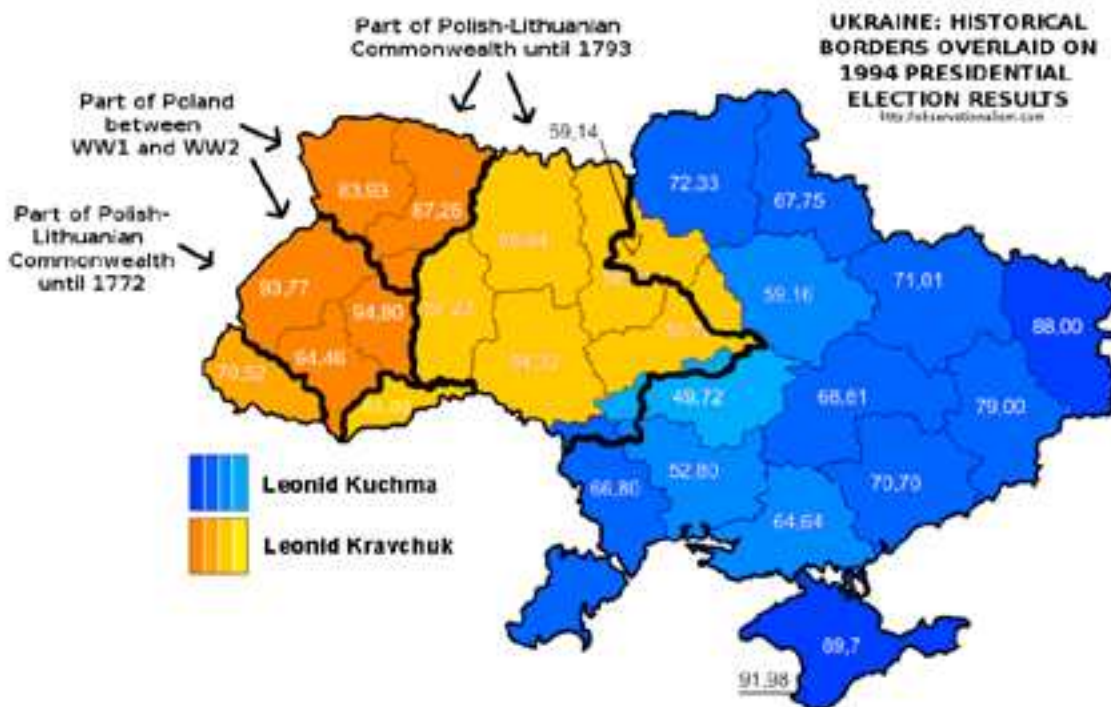 Part of Polish-Lithuanian
Commonwealth until 1793
UKRAINE: HISTORICAL
BORDERS OVERLAID ON
1994 PRESIDENTIAL
ELECTION RESULTS
Part of Poland
between
WW1 and WW2
59,14
72,33
67,75
83,93
87,26
Part of Polish-
Lithuanian
Commonwealth
until 1772
93,77
94,80
94,46
70,52
59,16
71,01
88,00
49,72
68,61
79,00
66,80
52,80
70,70
64,64
Leonid Kuchma
Leonid Kravchuk
89,7
91,98